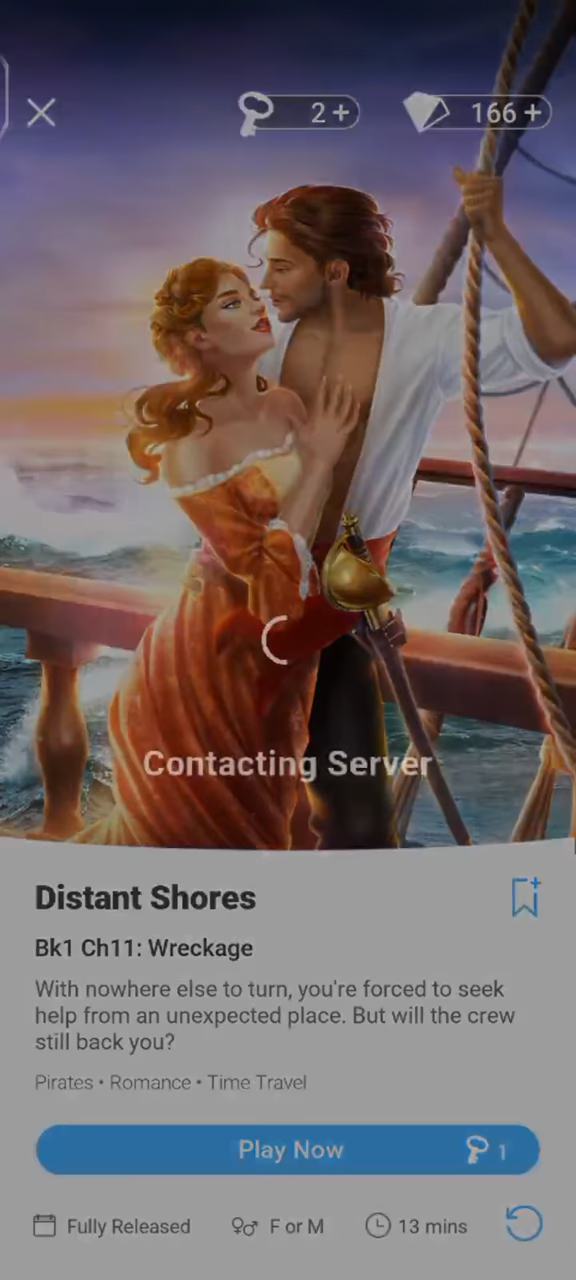 2 +
166 +
Contacting Server
Distant Shores
Bk1 Ch11: Wreckage
With nowhere else to turn, you're forced to seek
help from an unexpected place. But will the crew
still back you?
Pirates • Romance • Time Travel
Play Now 1
Fully Released F or M 13 mins